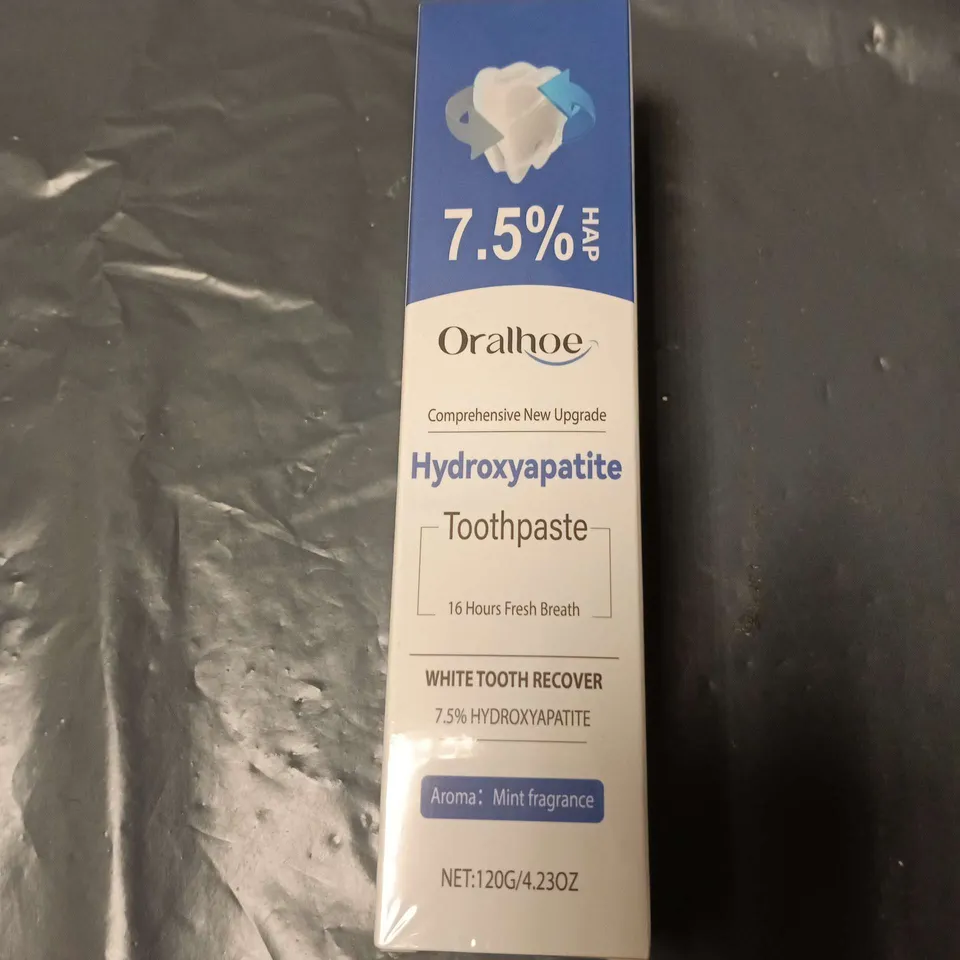 7.5% HAP
Oralhoe
Comprehensive New Upgrade
Hydroxyapatite
Toothpaste
16 Hours Fresh Breath
WHITE TOOTH RECOVER
7.5% HYDROXYAPATITE
Aroma: Mint fragrance
NET:120G/4.23OZ